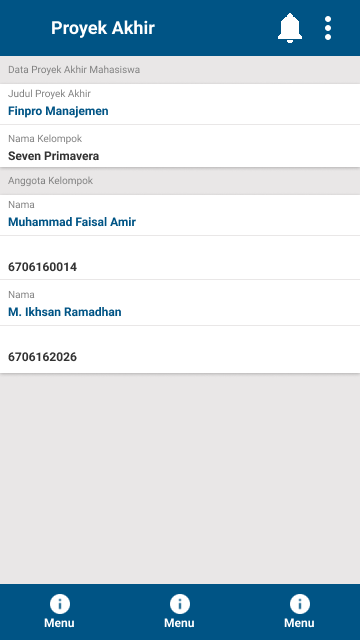 Proyek Akhir
Data Proyek Akhir Mahasiswa
Judul Proyek Akhir
Finpro Manajemen
Nama Kelompok
Seven Primavera
Anggota Kelompok
Nama
Muhammad Faisal Amir
6706160014
Nama
M. Ikhsan Ramadhan
6706162026
Menu Menu Menu